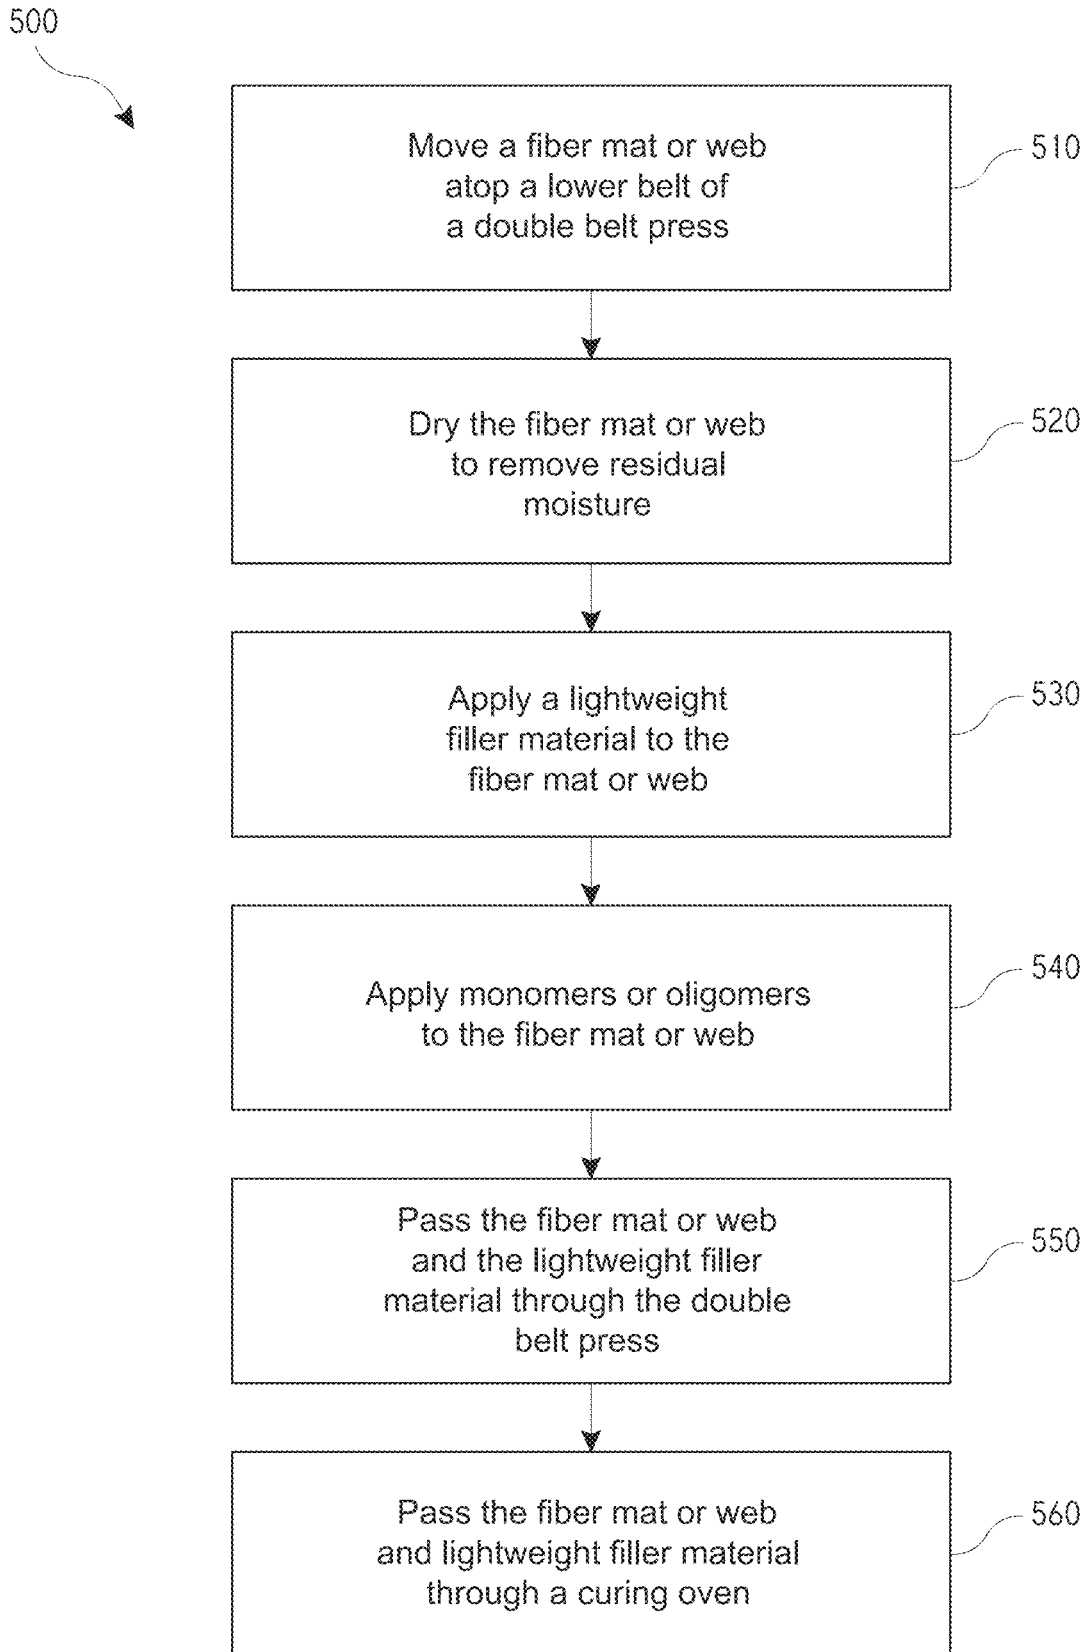 500
Move a fiber mat or web
atop a lower belt of
a double belt press
510
Dry the fiber mat or web
to remove residual
moisture
520
Apply a lightweight
filler material to the
fiber mat or web
530
Apply monomers or oligomers
to the fiber mat or web
540
Pass the fiber mat or web
and the lightweight filler
material through the double
belt press
550
Pass the fiber mat or web
and lightweight filler material
through a curing oven
560